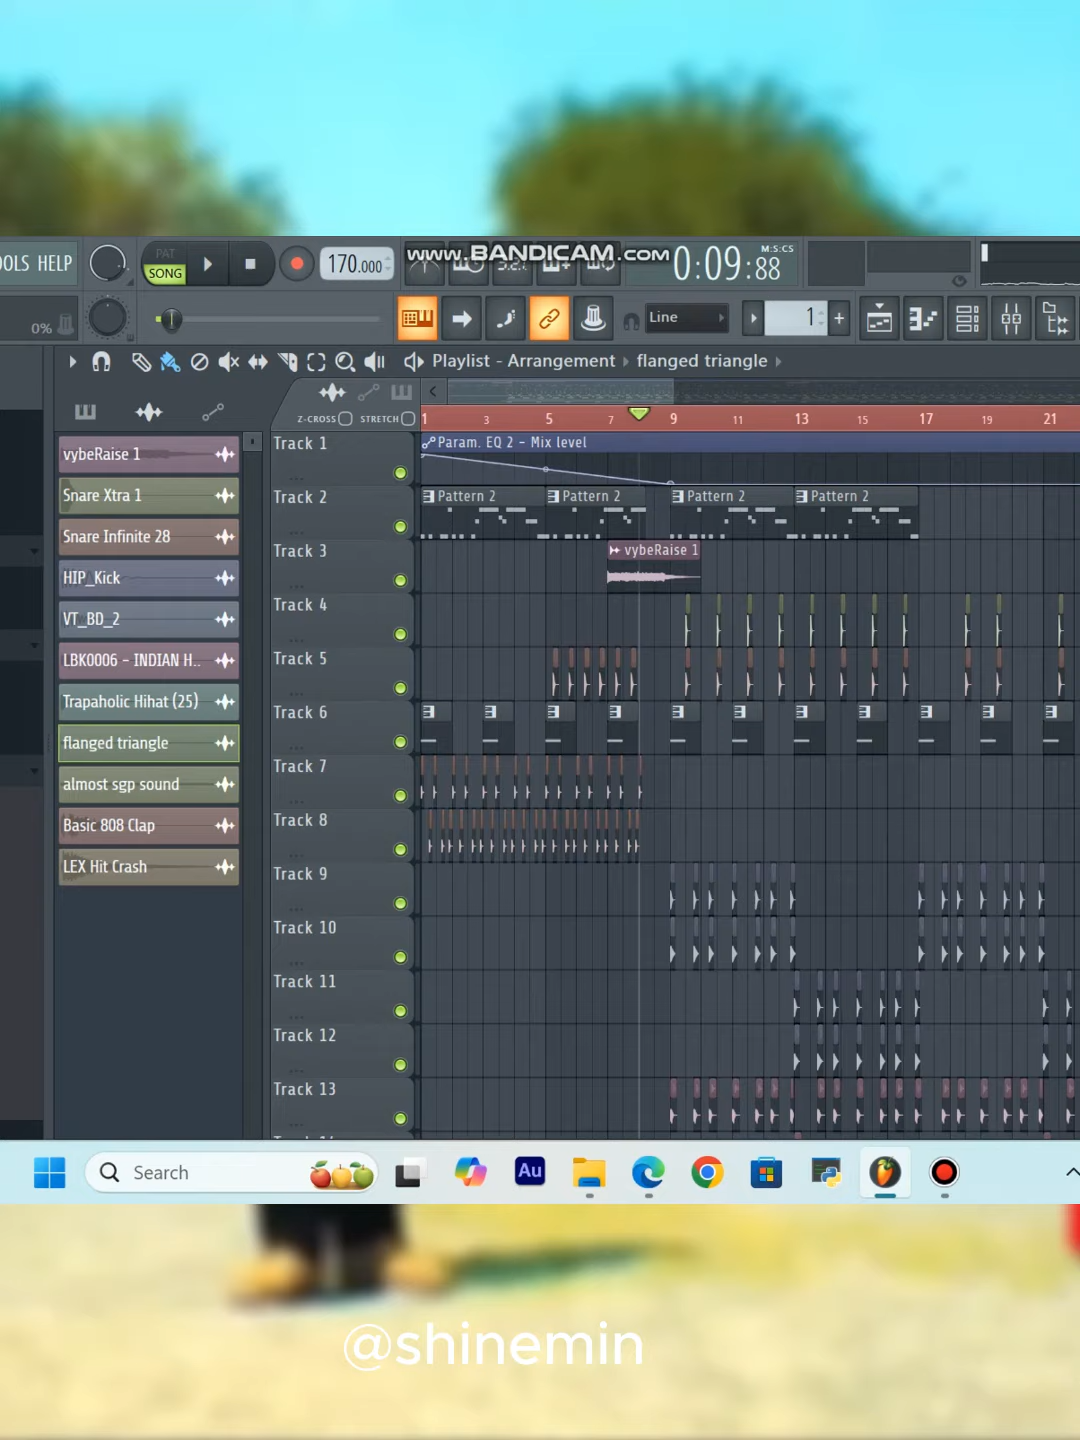 OOLS HELP
PAT
SONG
170.000
www.BANDICAM.com
0:09:88
M:S:CS
0%
Line
1
Playlist - Arrangement
flanged triangle
Z-CROSS
STRETCH
1 3 5 7 9 11 13 15 17 19 21
vybeRaise 1
Snare Xtra 1
Snare Infinite 28
HIP_Kick
VT_BD_2
LBK0006 - INDIAN H..
Trapaholic Hihat (25)
flanged triangle
almost sgp sound
Basic 808 Clap
LEX Hit Crash
Track 1
Param. EQ 2 - Mix level
Track 2
Pattern 2 Pattern 2 Pattern 2 Pattern 2
Track 3
vybeRaise 1
Track 4
Track 5
Track 6
Track 7
Track 8
Track 9
Track 10
Track 11
Track 12
Track 13
Search
Au
@shinemin